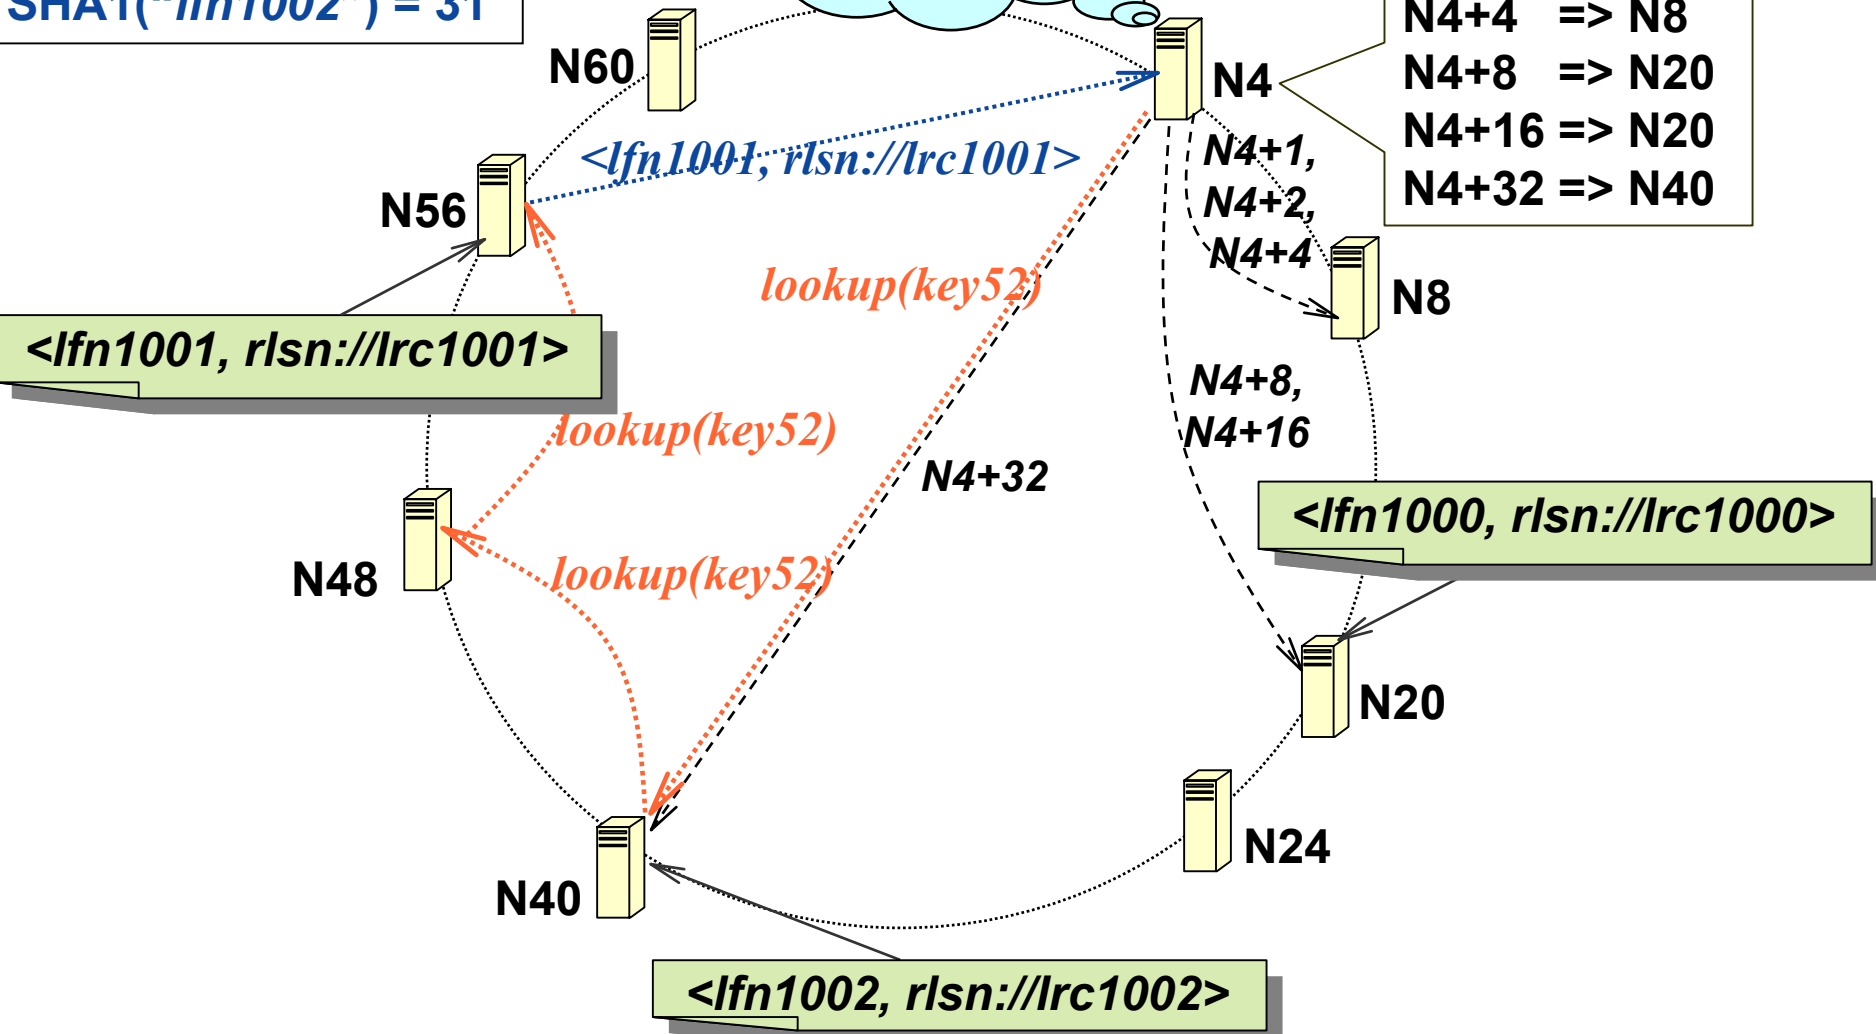 SHA1("lfn1002") = 31
N4+4 => N8
N60
N4
N4+8 => N20
N4+16 => N20
N4+32 => N40
<lfn1001, rlsn://lrc1001>
N4+1,
N4+2,
N4+4
N56
lookup(key52)
N8
<lfn1001, rlsn://lrc1001>
N4+8,
N4+16
lookup(key52)
N4+32
<lfn1000, rlsn://lrc1000>
N48
lookup(key52)
N20
N24
N40
<lfn1002, rlsn://lrc1002>